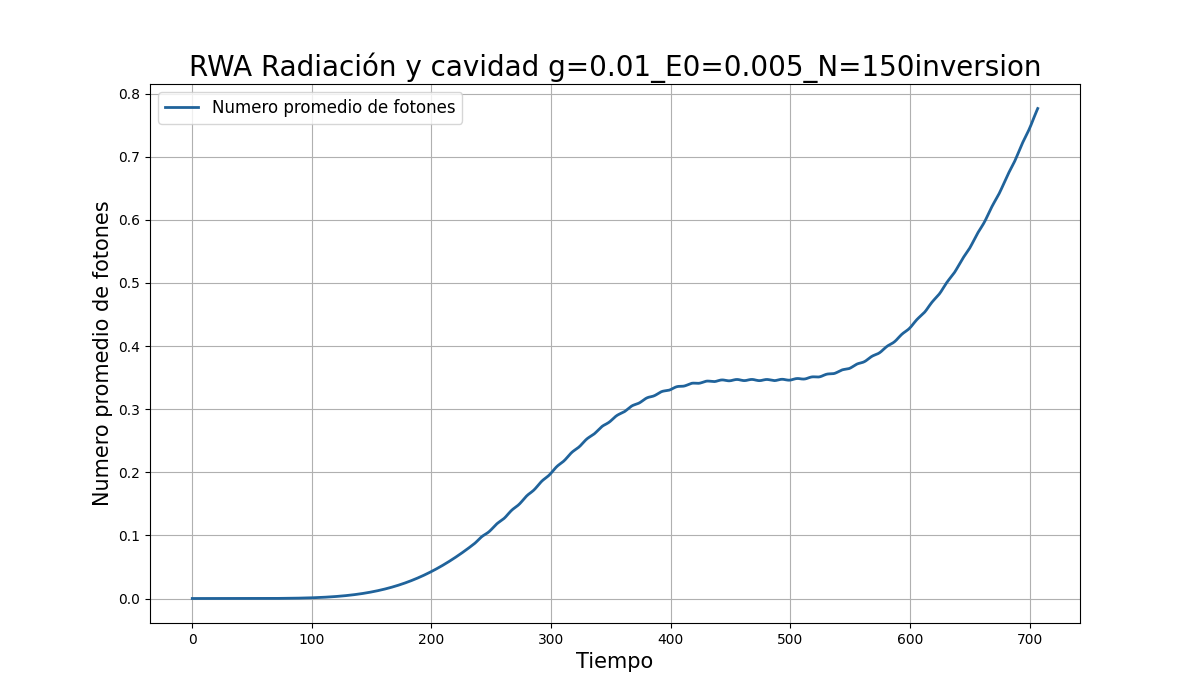 RWA Radiación y cavidad g=0.01_E0=0.005_N=150inversion
Numero promedio de fotones
Numero promedio de fotones
0.8
0.7
0.6
0.5
0.4
0.3
0.2
0.1
0.0
0 100 200 300 400 500 600 700
Tiempo